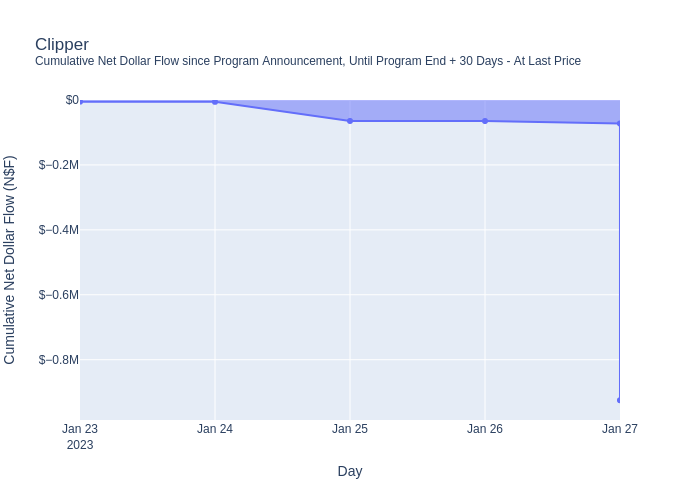 Clipper
Cumulative Net Dollar Flow since Program Announcement, Until Program End + 30 Days - At Last Price
Cumulative Net Dollar Flow (N$F)
$0
$−0.2M
$−0.4M
$−0.6M
$−0.8M
Jan 23
2023
Jan 24
Jan 25
Jan 26
Jan 27
Day